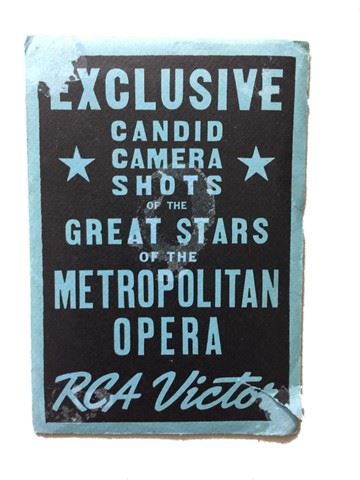 EXCLUSIVE
CANDID
CAMERA
SHOTS
OF THE
GREAT STARS
OF THE
METROPOLITAN
OPERA
RCA Victor